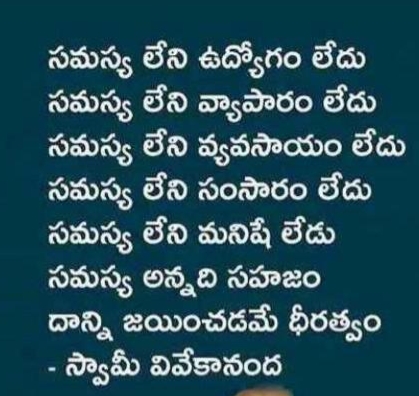 సమస్య లేని ఉద్యోగం లేదు
సమస్య లేని వ్యాపారం లేదు
సమస్య లేని వ్యవసాయం లేదు
సమస్య లేని సంసారం లేదు
సమస్య లేని మనిషే లేడు
సమస్య అన్నది సహజం
దాన్ని జయించడమే ధీరత్వం
- స్వామీ వివేకానంద